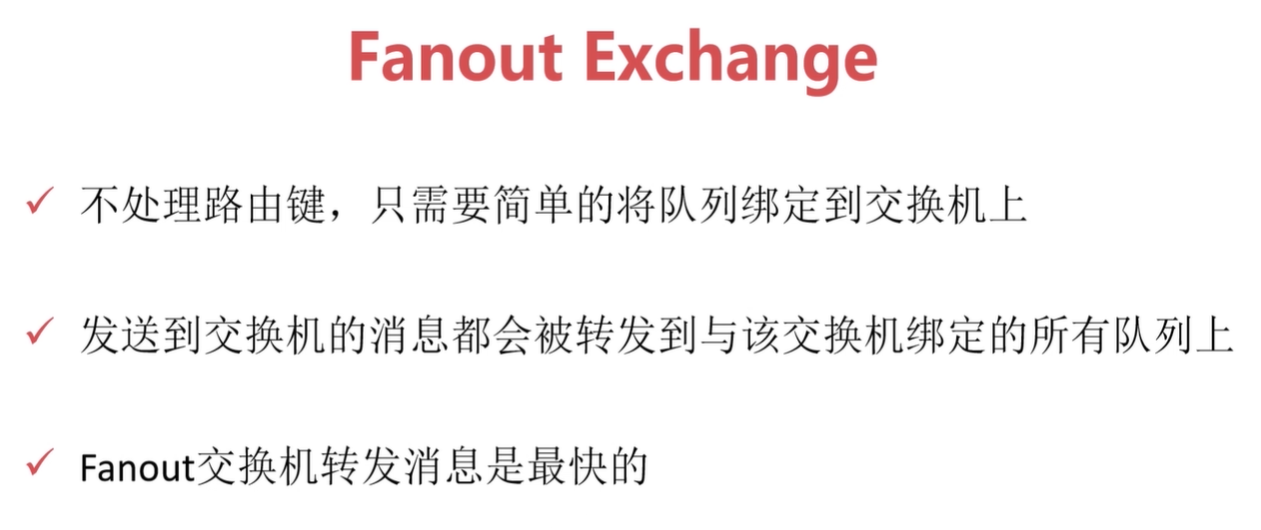 Fanout Exchange
不处理路由键，只需要简单的将队列绑定到交换机上
发送到交换机的消息都会被转发到与该交换机绑定的所有队列上
Fanout交换机转发消息是最快的